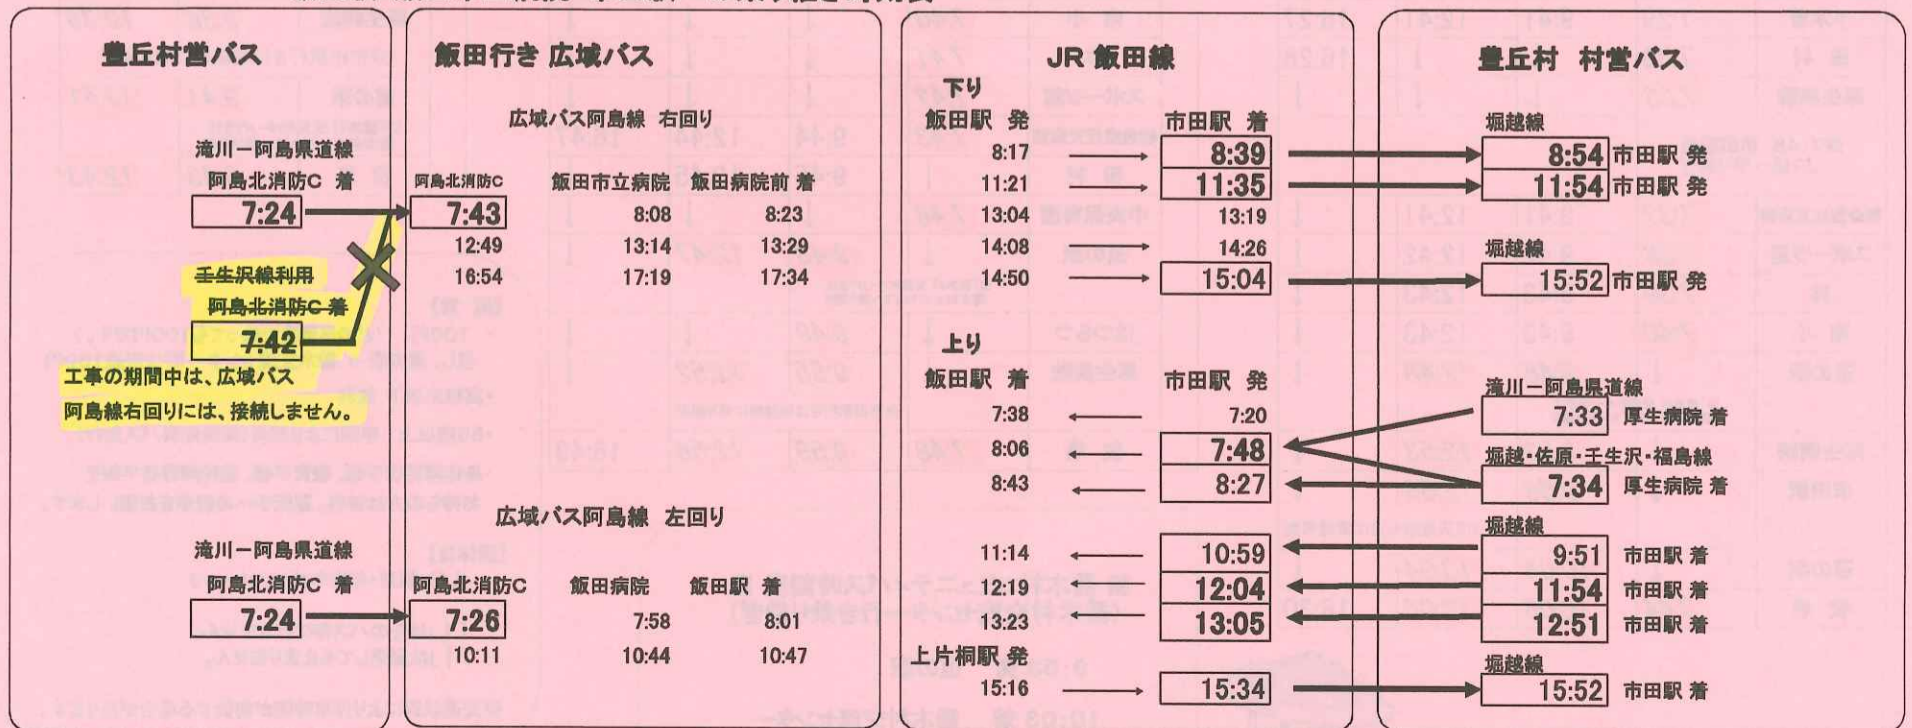 豊丘村営バス
飯田行き 広域バス
広域バス阿島線 右回り
滝川ー阿島県道線
阿島北消防C 着
阿島北消防C 飯田市立病院 飯田病院前 着
7:24 7:43 8:08 8:23
12:49 13:14 13:29
16:54 17:19 17:34
壬生沢線利用
阿島北消防C 着
7:42
工事の期間中は、広域バス
阿島線右回りには、接続しません。
広域バス阿島線 左回り
滝川ー阿島県道線
阿島北消防C 着 阿島北消防C 飯田病院 飯田駅 着
7:24 7:26 7:58 8:01
10:11 10:44 10:47
JR 飯田線
下り
飯田駅 発 市田駅 着
8:17 8:39
11:21 11:35
13:04 13:19
14:08 14:26
14:50 15:04
上り
飯田駅 着 市田駅 発
7:38 7:20
8:06 7:48
8:43 8:27
11:14 10:59
12:19 12:04
13:23 13:05
上片桐駅 発
15:16 15:34
豊丘村 村営バス
堀越線
8:54 市田駅 発
11:54 市田駅 発
堀越線
15:52 市田駅 発
滝川ー阿島県道線
7:33 厚生病院 着
堀越・佐原・壬生沢・福島線
7:34 厚生病院 着
堀越線
9:51 市田駅 着
11:54 市田駅 着
12:51 市田駅 着
堀越線
15:52 市田駅 着